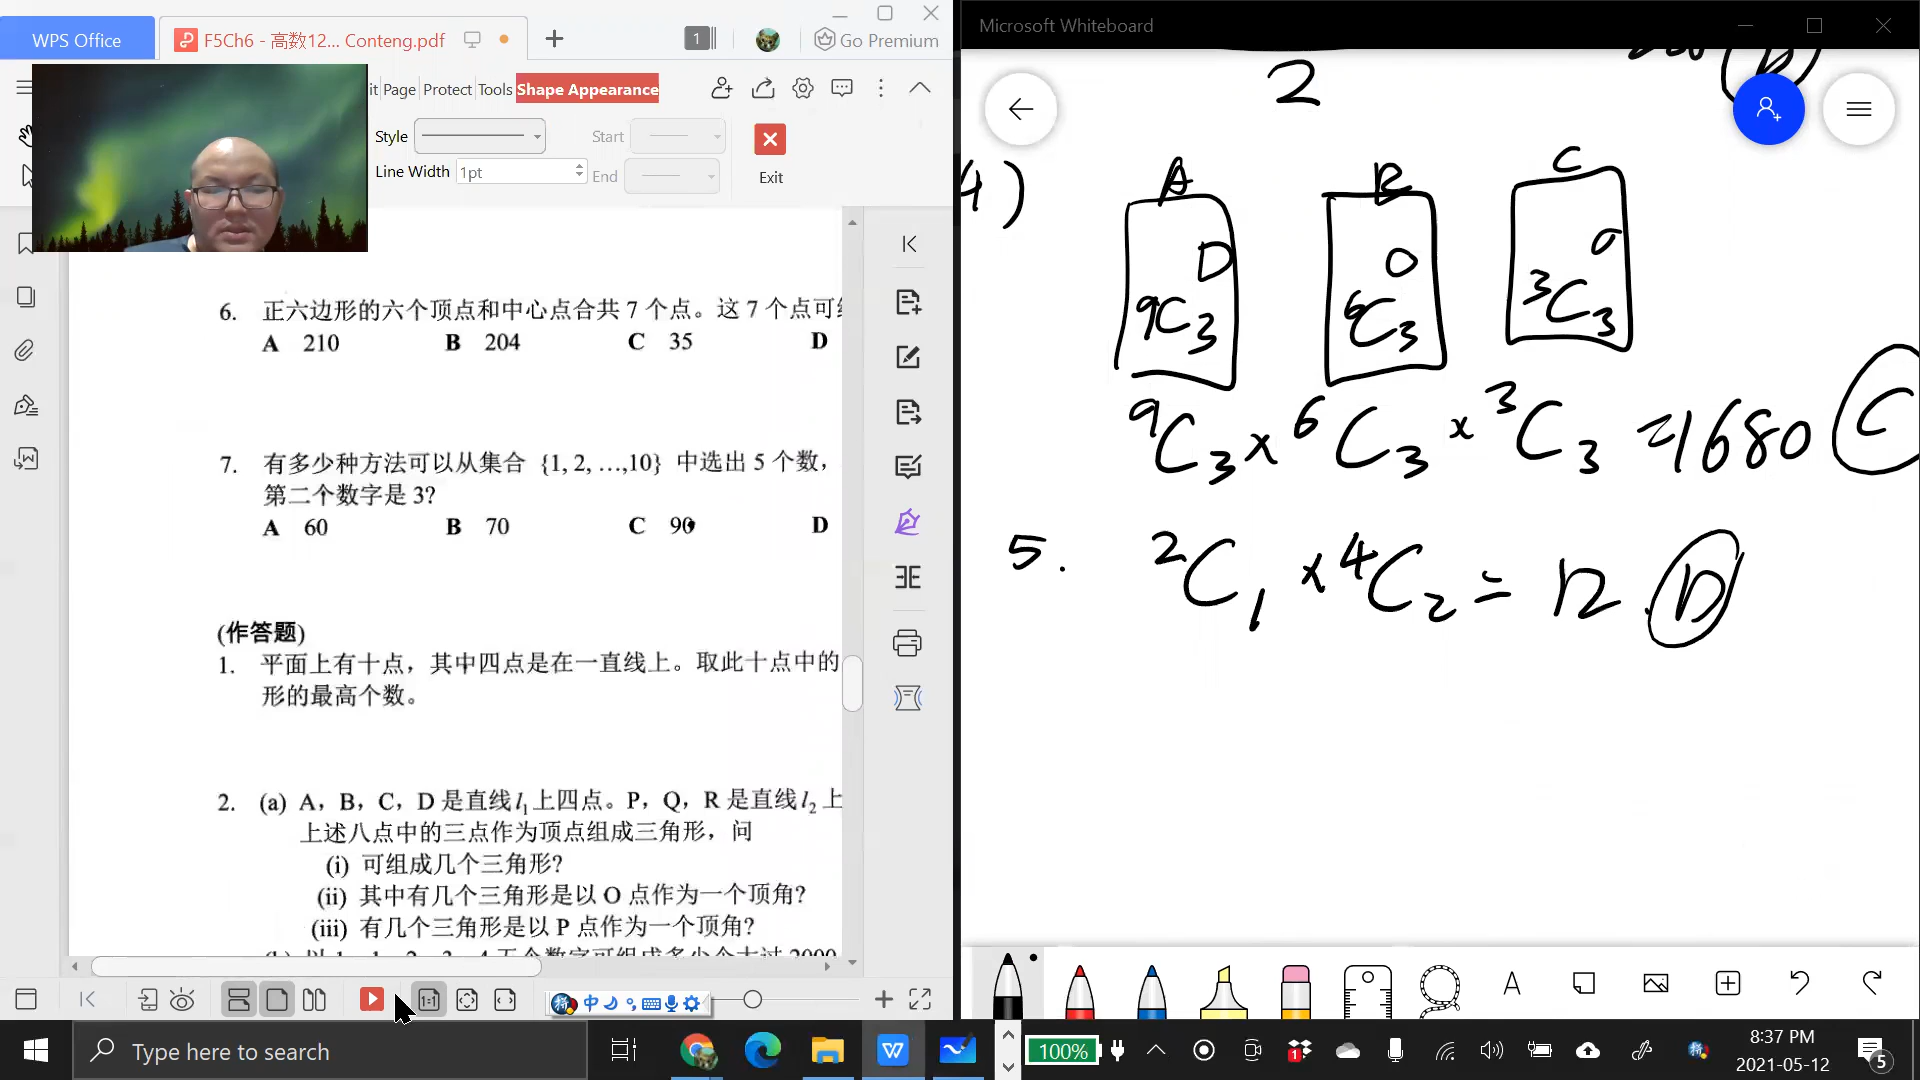 WPS Office
F5Ch6 - 高数12... Conteng.pdf
1
Go Premium
it Page Protect Tools Shape Appearance
Style
Start
Line Width 1pt
End
Exit
6. 正六边形的六个顶点和中心点合共 7 个点。这 7 个点可
A 210 B 204 C 35 D
7. 有多少种方法可以从集合 {1, 2, …,10} 中选出 5 个数，
第二个数字是 3?
A 60 B 70 C 90 D
(作答题)
1. 平面上有十点，其中四点是在一直线上。取此十点中的
形的最高个数。
2. (a) A，B，C，D 是直线 l₁ 上四点。P，Q，R 是直线 l₂ 上
上述八点中的三点作为顶点组成三角形，问
(i) 可组成几个三角形?
(ii) 其中有几个三角形是以 O 点作为一个顶角?
(iii) 有几个三角形是以 P 点作为一个顶角?
1:1
拼 中
Microsoft Whiteboard
2
4)
A B C
D O
⁹C₃ ⁶C₃ ³C₃
⁹C₃ × ⁶C₃ × ³C₃ = 1680 C
5. ²C₁ × ⁴C₂ = 12 D
A
Type here to search
100%
1
拼
8:37 PM
2021-05-12
5